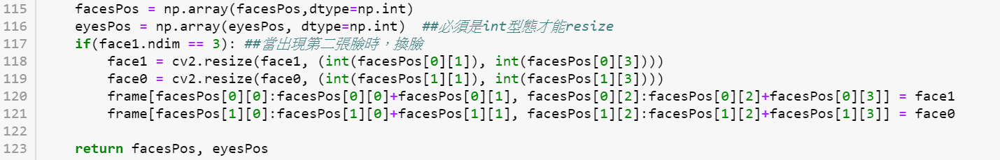 115     facesPos = np.array(facesPos,dtype=np.int)
116     eyesPos = np.array(eyesPos, dtype=np.int)  ##必須是int型態才能resize
117     if(face1.ndim == 3): ##當出現第二張臉時，換臉
118         face1 = cv2.resize(face1, (int(facesPos[0][1]), int(facesPos[0][3])))
119         face0 = cv2.resize(face0, (int(facesPos[1][1]), int(facesPos[1][3])))
120         frame[facesPos[0][0]:facesPos[0][0]+facesPos[0][1], facesPos[0][2]:facesPos[0][2]+facesPos[0][3]] = face1
121         frame[facesPos[1][0]:facesPos[1][0]+facesPos[1][1], facesPos[1][2]:facesPos[1][2]+facesPos[1][3]] = face0
122
123     return facesPos, eyesPos